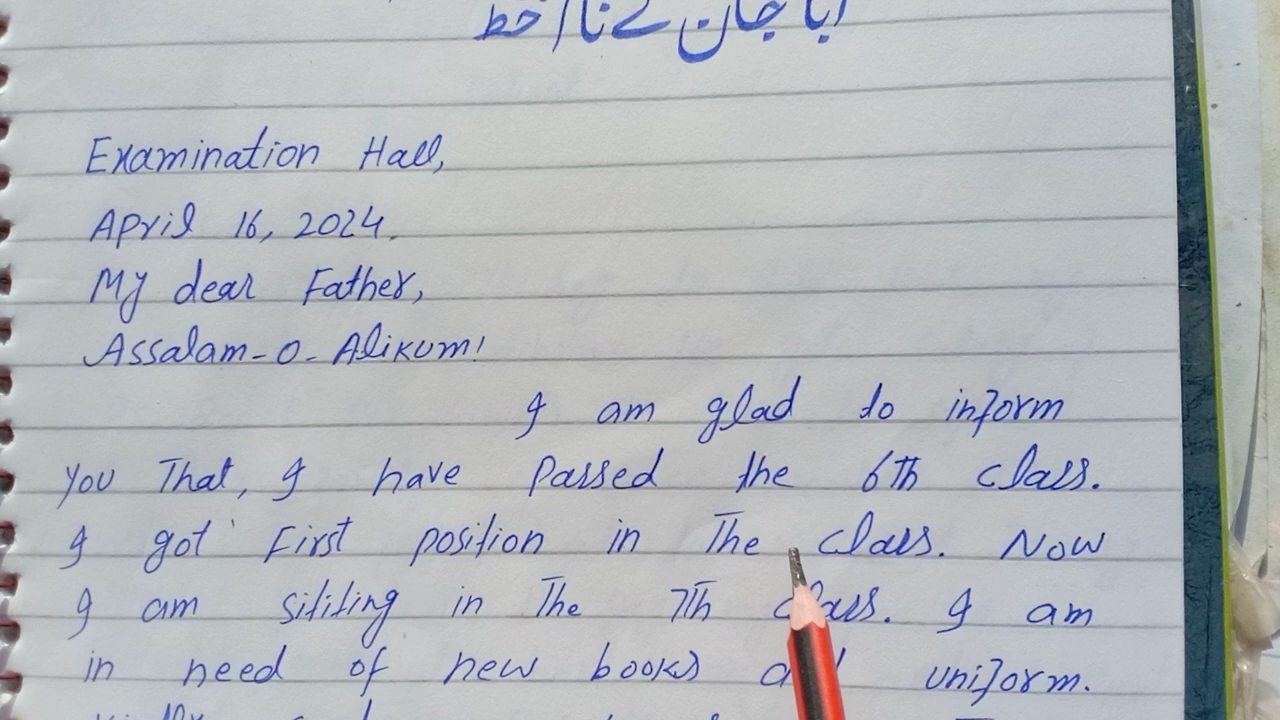 ابا جان کے نام خط
Examination Hall,
April 16, 2024.
My dear Father,
Assalam-o-Alikum!
I am glad to inform
you That, I have passed the 6th class.
I got First position in The class. Now
I am sititing in The 7th class. I am
in need of new books and uniform.